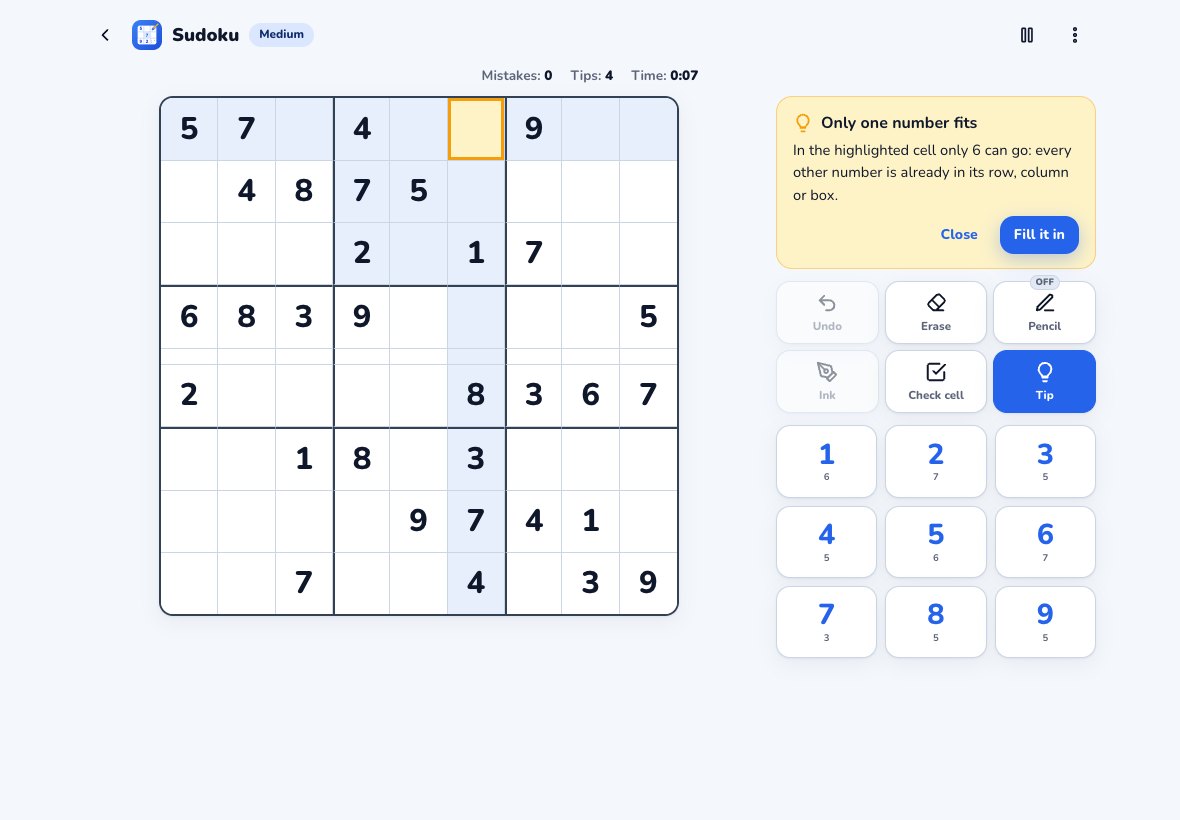 Sudoku Medium
Mistakes: 0 Tips: 4 Time: 0:07
5 7 4 9
4 8 7 5
2 1 7
6 8 3 9 5
2 8 3 6 7
1 8 3
9 7 4 1
7 4 3 9
Only one number fits
In the highlighted cell only 6 can go: every
other number is already in its row, column
or box.
Close Fill it in
OFF
Undo Erase Pencil
Ink Check cell Tip
1 2 3
6 7 5
4 5 6
5 6 7
7 8 9
3 5 5